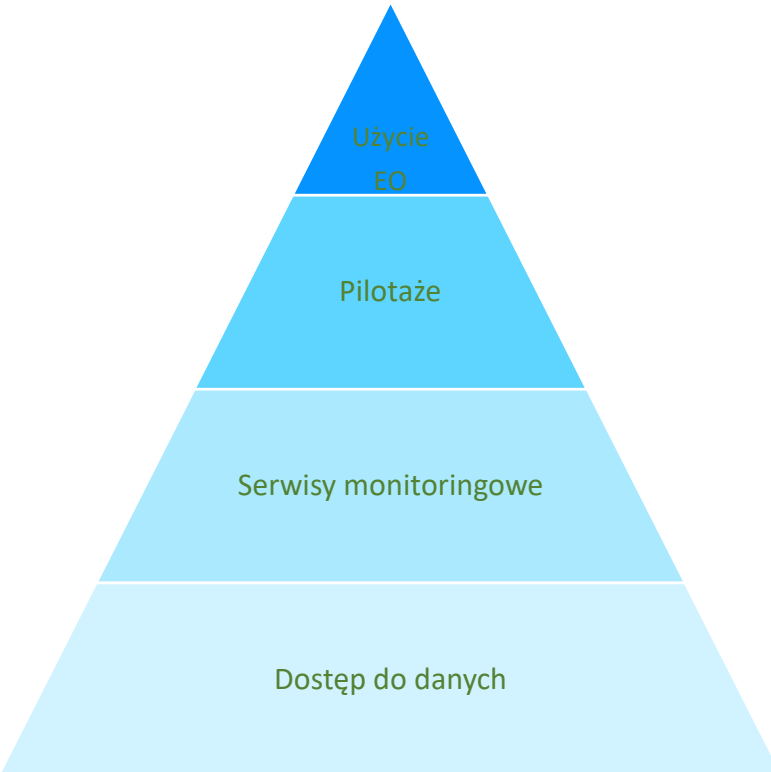 Użycie
EO
Pilotaże
Serwisy monitoringowe
Dostęp do danych